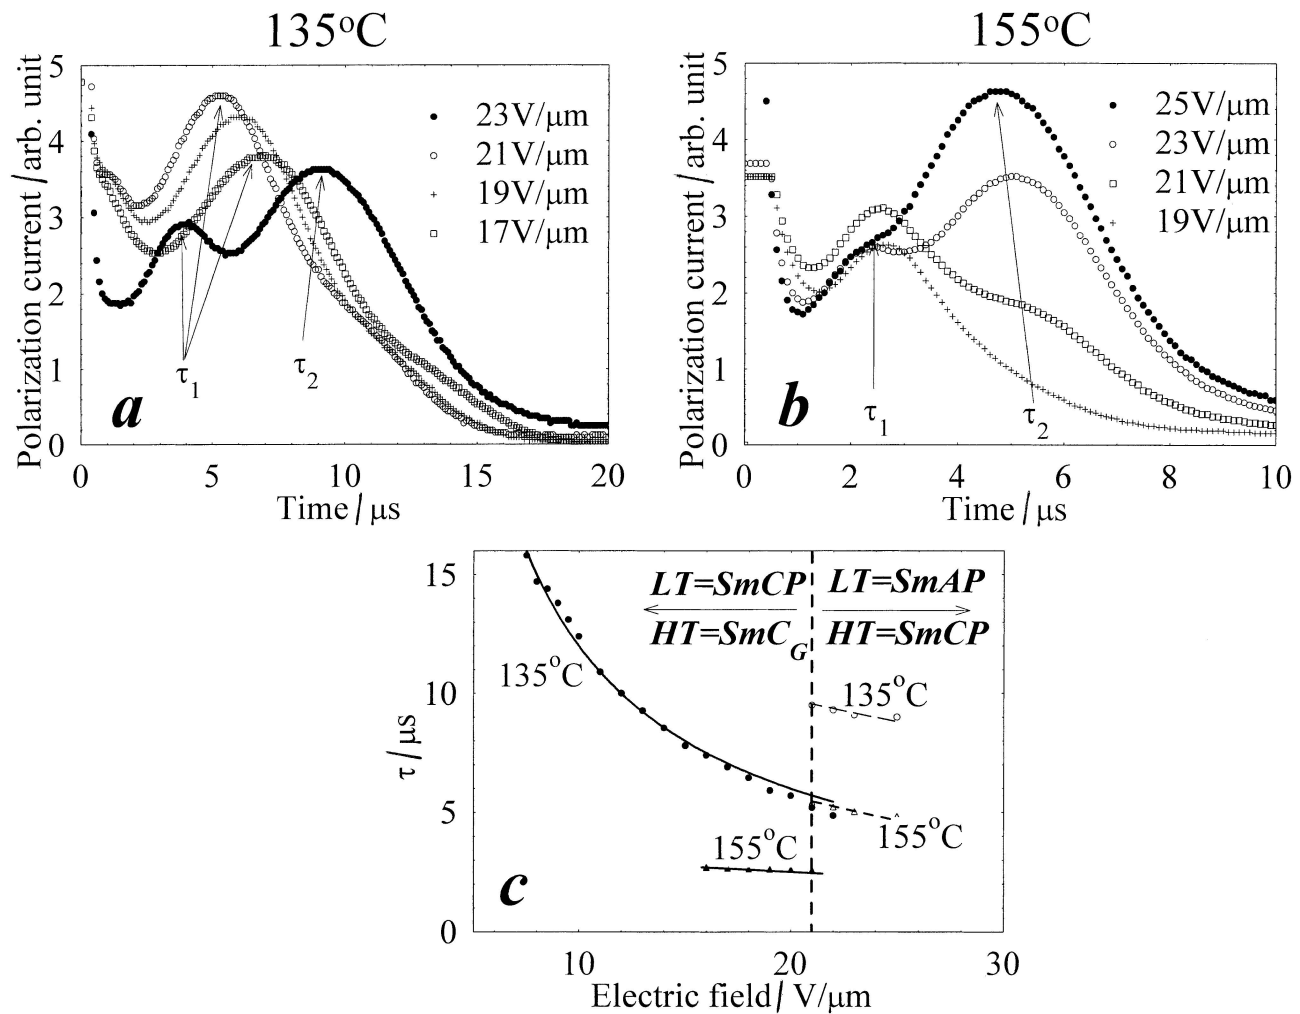 135°C
Polarization current / arb. unit
5
4
3
2
1
0
23V/μm
21V/μm
19V/μm
17V/μm
τ1
τ2
a
0 5 10 15 20
Time / μs
155°C
Polarization current / arb. unit
5
4
3
2
1
0
25V/μm
23V/μm
21V/μm
19V/μm
τ1
τ2
b
0 2 4 6 8 10
Time / μs
τ / μs
15
10
5
0
LT=SmCP
HT=SmCG
LT=SmAP
HT=SmCP
135°C
135°C
155°C
155°C
c
10 20 30
Electric field / V/μm